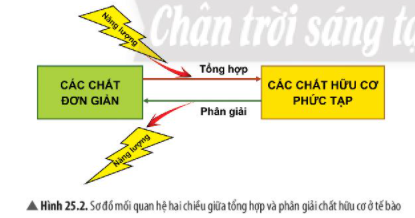 Chân trời sáng tạ
Năng lượng
Tổng hợp
CÁC CHẤT
ĐƠN GIẢN
CÁC CHẤT HỮU CƠ
PHỨC TẠP
Phân giải
Năng lượng
▲ Hình 25.2. Sơ đồ mối quan hệ hai chiều giữa tổng hợp và phân giải chất hữu cơ ở tế bào